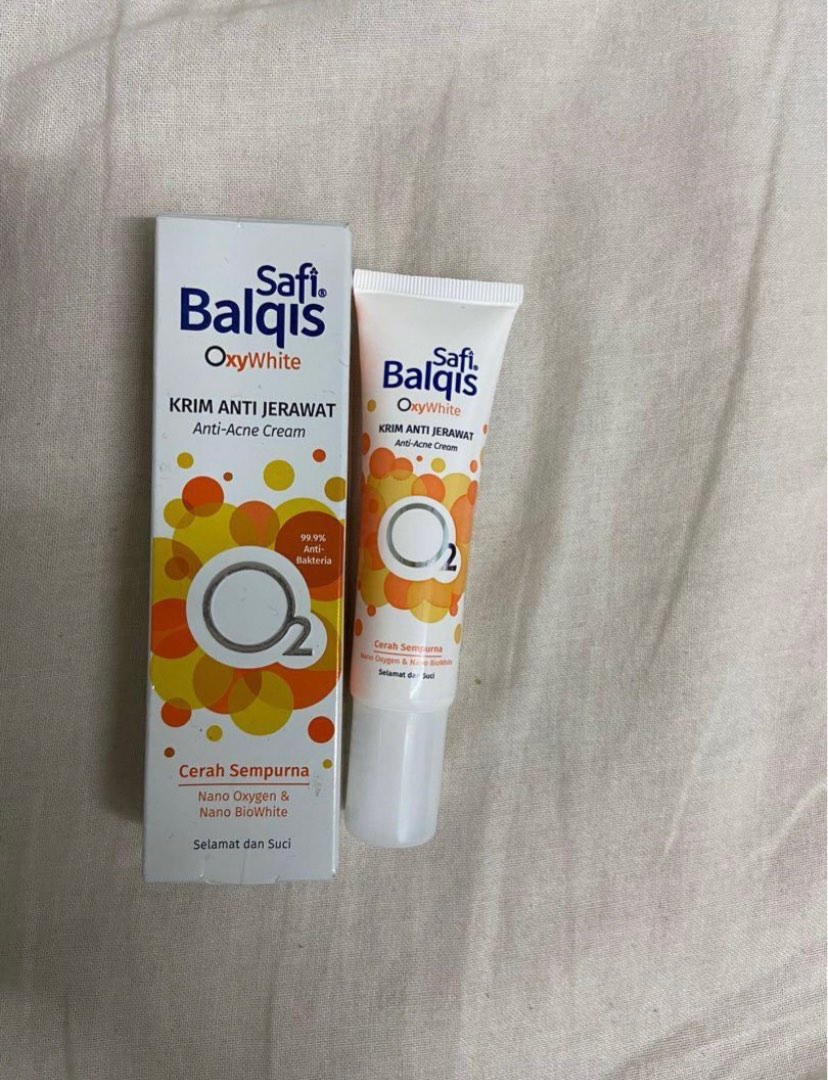 Safi®
Balqis
OxyWhite
KRIM ANTI JERAWAT
Anti-Acne Cream
99.9%
Anti-
Bakteria
O2
Cerah Sempurna
Nano Oxygen &
Nano BioWhite
Selamat dan Suci
Safi®
Balqis
OxyWhite
KRIM ANTI JERAWAT
Anti-Acne Cream
O2
Cerah Sempurna
Nano Oxygen & Nano BioWhite
Selamat dan Suci